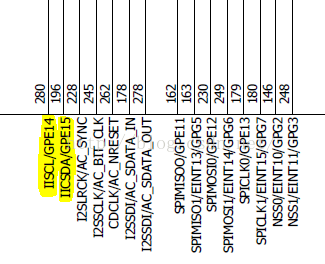 280
196
228
245
262
178
278
162
163
230
249
179
180
146
248
IISCL/GPE14
IICSDA/GPE15
I2SLRCK/AC_SYNC
I2SSCLK/AC_BIT_CLK
CDCLK/AC_NRESET
I2SSDI/AC_SDATA_IN
I2SSDI/AC_SDATAOUT
SPIMISO0/GPE11
SPIMISO1/EINT13/GPG5
SPIMOSI0/GPE12
SPIMOSI1/EINT14/GPG6
SPICLK0/GPE13
SPICLK1/EINT15/GPG7
NSS0/EINT10/GPG2
NSS1/EINT11/GPG3